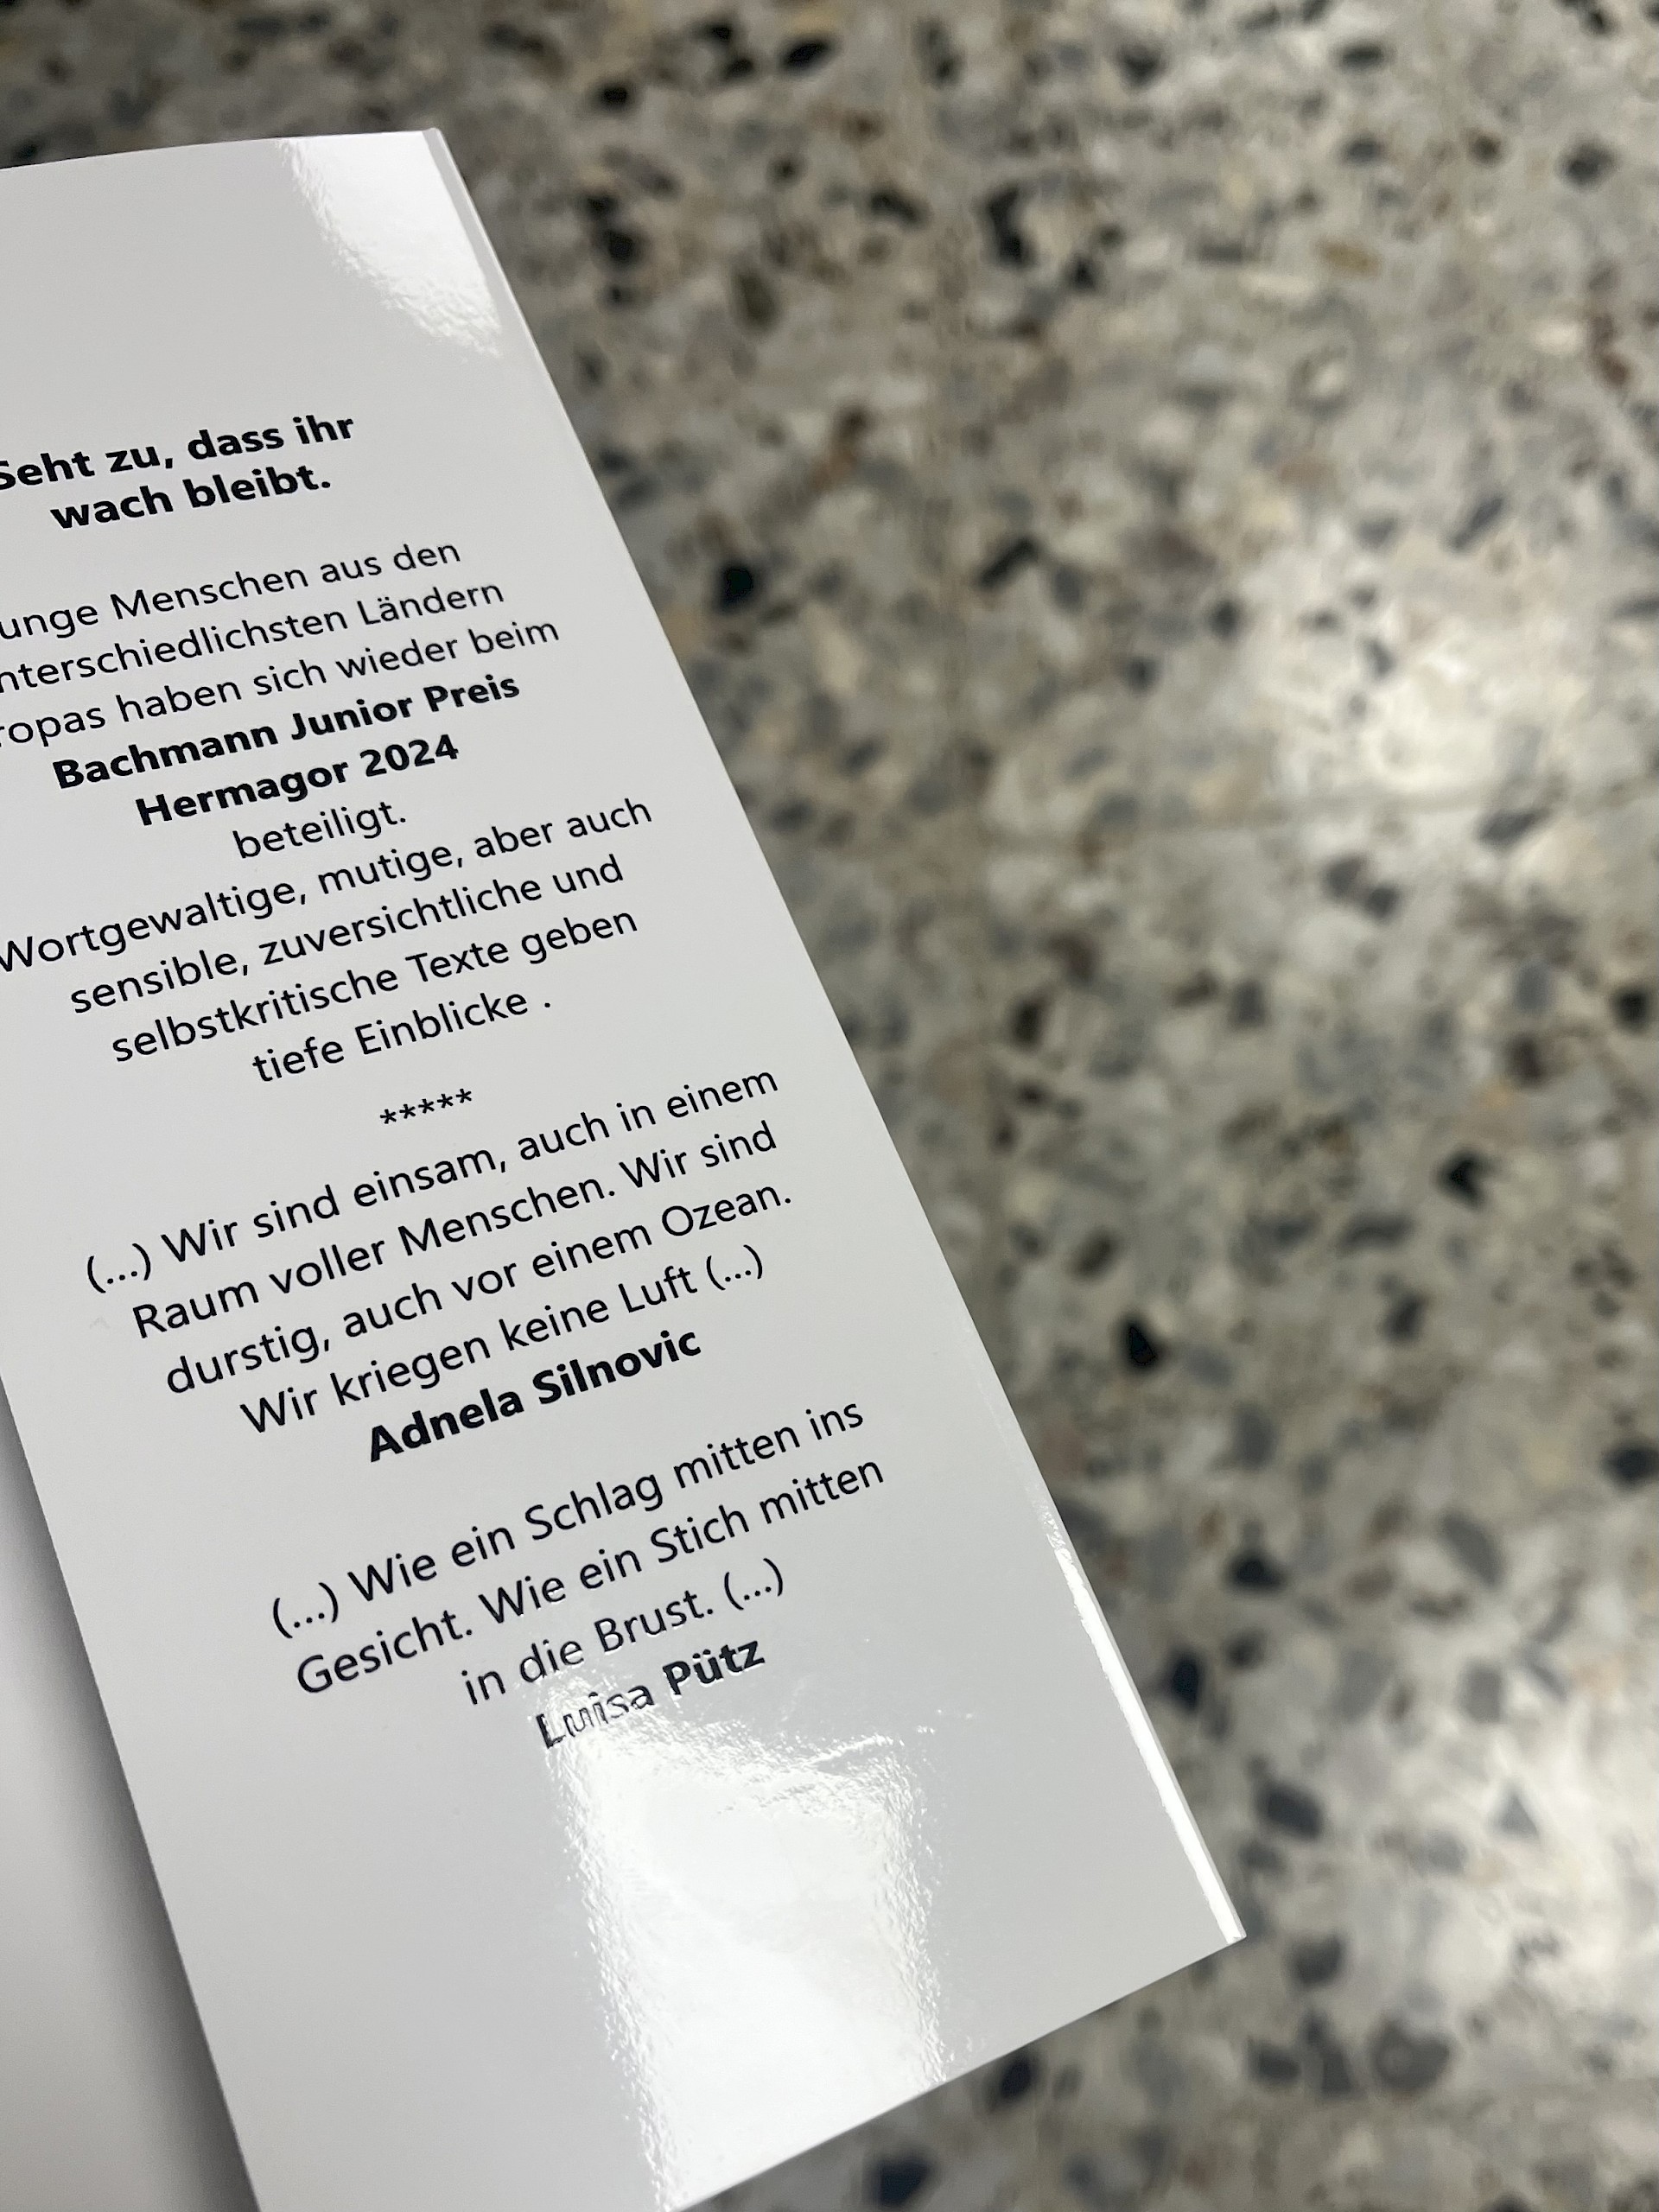 Seht zu, dass ihr
wach bleibt.
unge Menschen aus den
nterschiedlichsten Ländern
ropas haben sich wieder beim
Bachmann Junior Preis
Hermagor 2024
beteiligt.
Wortgewaltige, mutige, aber auch
sensible, zuversichtliche und
selbstkritische Texte geben
tiefe Einblicke .
*****
(...) Wir sind einsam, auch in einem
Raum voller Menschen. Wir sind
durstig, auch vor einem Ozean.
Wir kriegen keine Luft (...)
Adnela Silnovic
(...) Wie ein Schlag mitten ins
Gesicht. Wie ein Stich mitten
in die Brust. (...)
Luisa Pütz